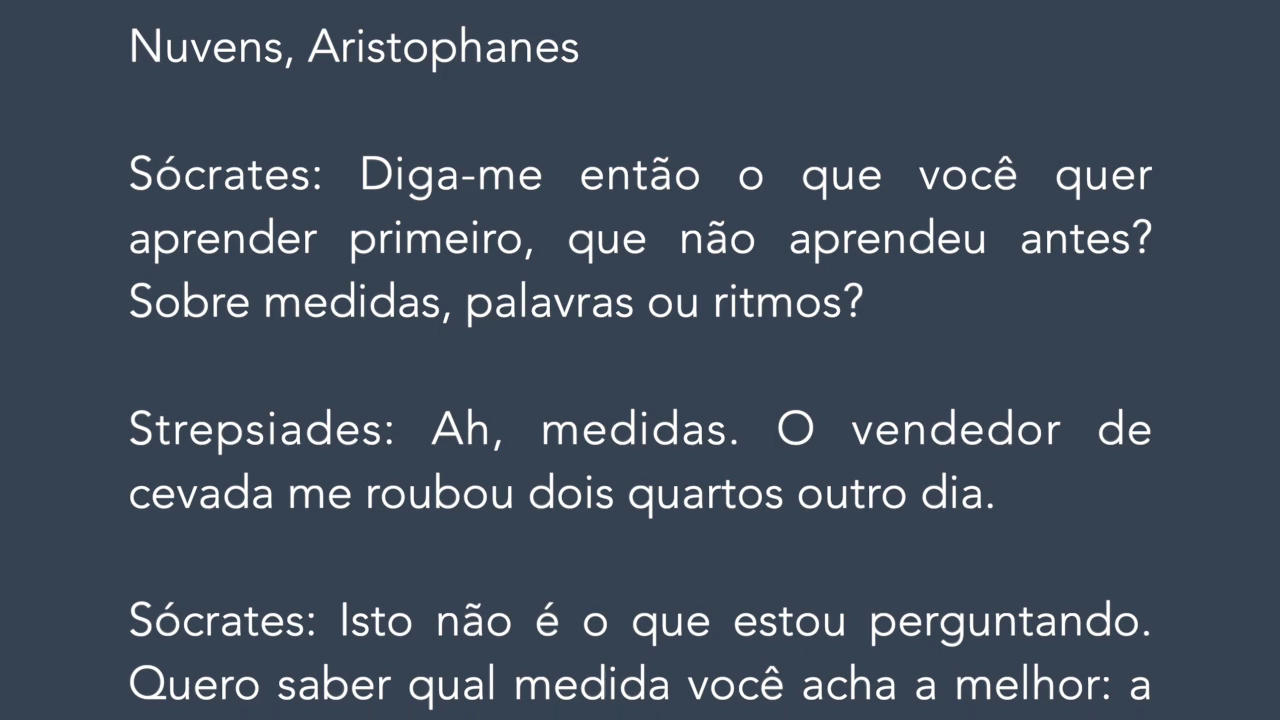 Nuvens, Aristophanes
Sócrates: Diga-me então o que você quer
aprender primeiro, que não aprendeu antes?
Sobre medidas, palavras ou ritmos?
Strepsiades: Ah, medidas. O vendedor de
cevada me roubou dois quartos outro dia.
Sócrates: Isto não é o que estou perguntando.
Quero saber qual medida você acha a melhor: a